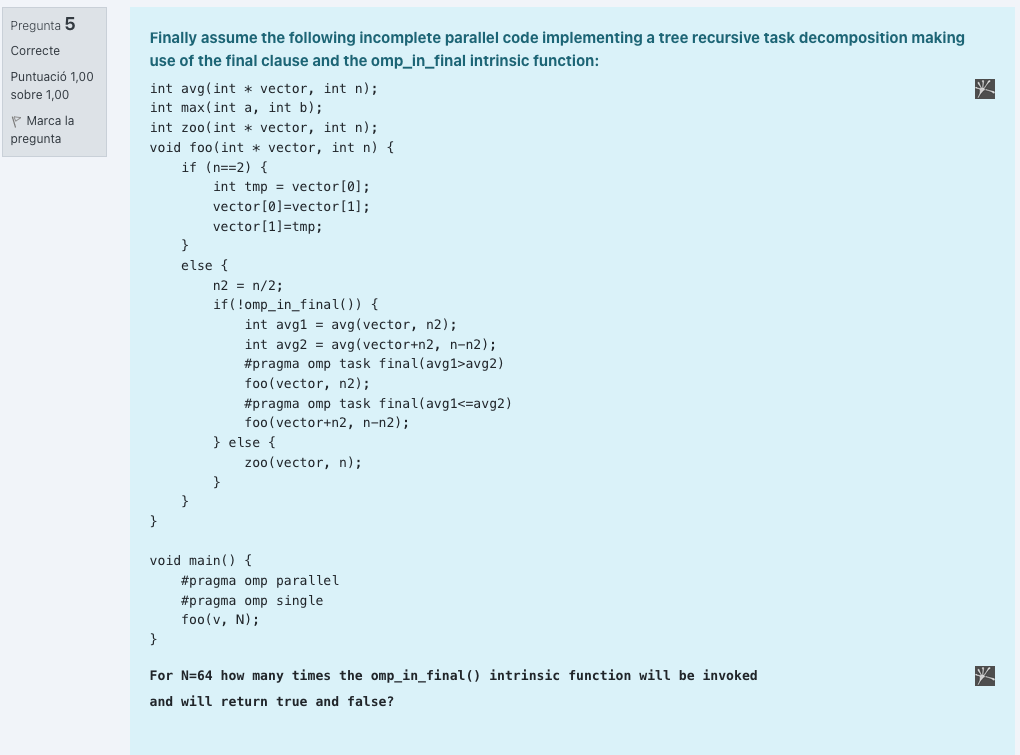 Pregunta 5
Correcte
Puntuació 1,00
sobre 1,00
Marca la
pregunta
Finally assume the following incomplete parallel code implementing a tree recursive task decomposition making
use of the final clause and the omp_in_final intrinsic function:
int avg(int * vector, int n);
int max(int a, int b);
int zoo(int * vector, int n);
void foo(int * vector, int n) {
    if (n==2) {
        int tmp = vector[0];
        vector[0]=vector[1];
        vector[1]=tmp;
    }
    else {
        n2 = n/2;
        if(!omp_in_final()) {
            int avg1 = avg(vector, n2);
            int avg2 = avg(vector+n2, n-n2);
            #pragma omp task final(avg1>avg2)
            foo(vector, n2);
            #pragma omp task final(avg1<=avg2)
            foo(vector+n2, n-n2);
        } else {
            zoo(vector, n);
        }
    }
}
void main() {
    #pragma omp parallel
    #pragma omp single
    foo(v, N);
}
For N=64 how many times the omp_in_final() intrinsic function will be invoked
and will return true and false?